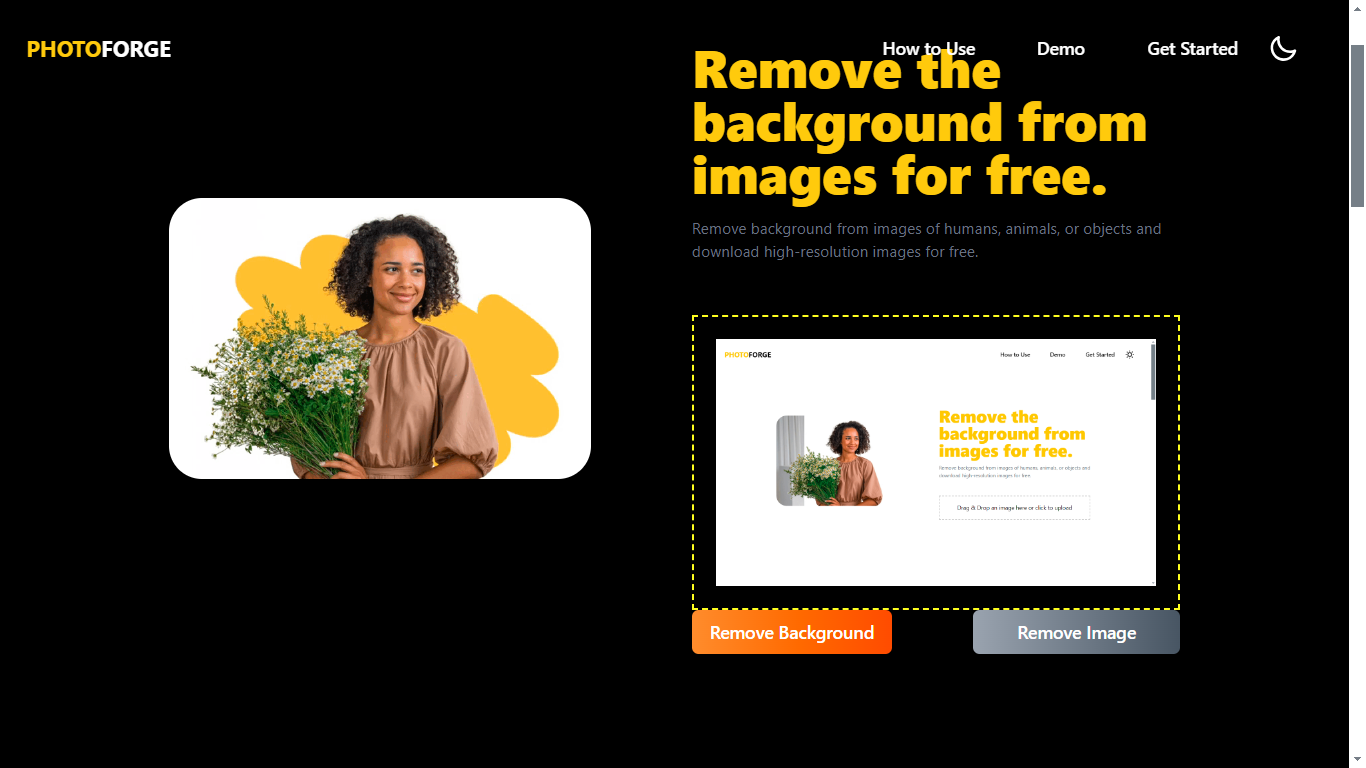 PHOTOFORGE
How to Use
Demo
Get Started
Remove the
background from
images for free.
Remove background from images of humans, animals, or objects and
download high-resolution images for free.
PHOTOFORGE
How to Use
Demo
Get Started
Remove the
background from
images for free.
Remove background from images of humans, animals, or objects and
download high-resolution images for free
Drag & Drop an image here or click to upload
Remove Background
Remove Image